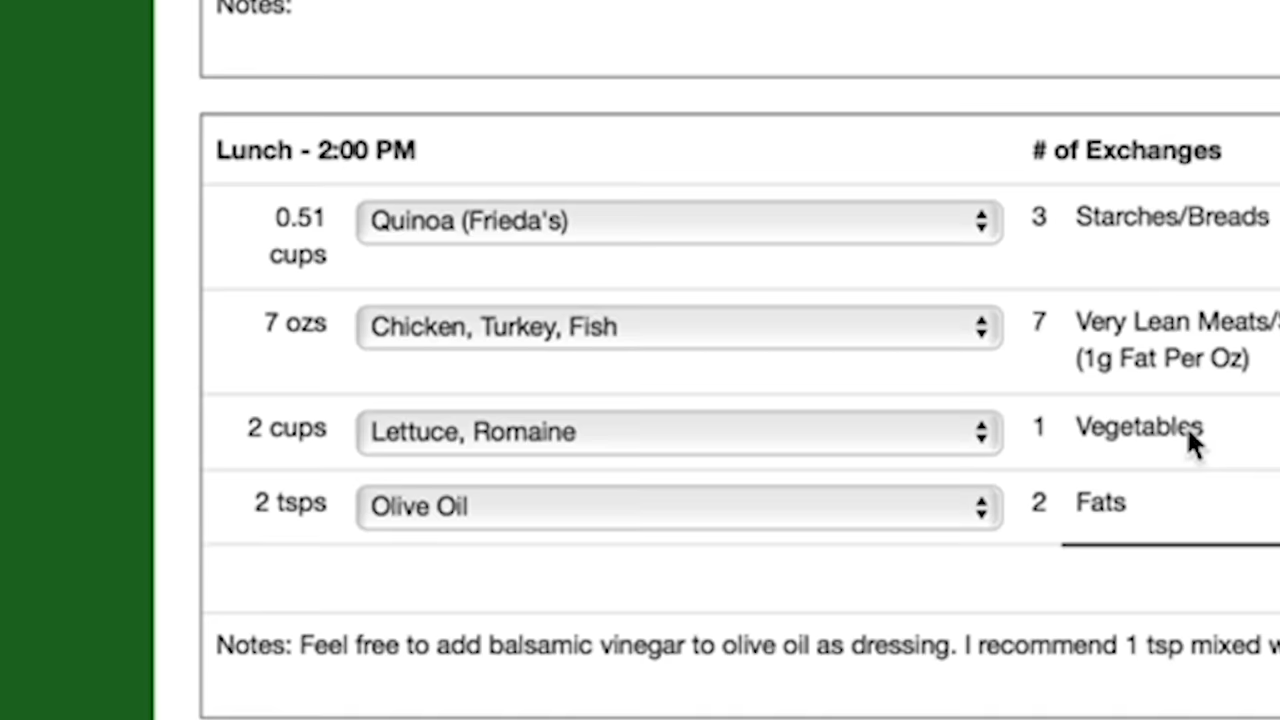 Notes:
Lunch - 2:00 PM # of Exchanges
0.51 cups Quinoa (Frieda's) 3 Starches/Breads
7 ozs Chicken, Turkey, Fish 7 Very Lean Meats/
(1g Fat Per Oz)
2 cups Lettuce, Romaine 1 Vegetables
2 tsps Olive Oil 2 Fats
Notes: Feel free to add balsamic vinegar to olive oil as dressing. I recommend 1 tsp mixed